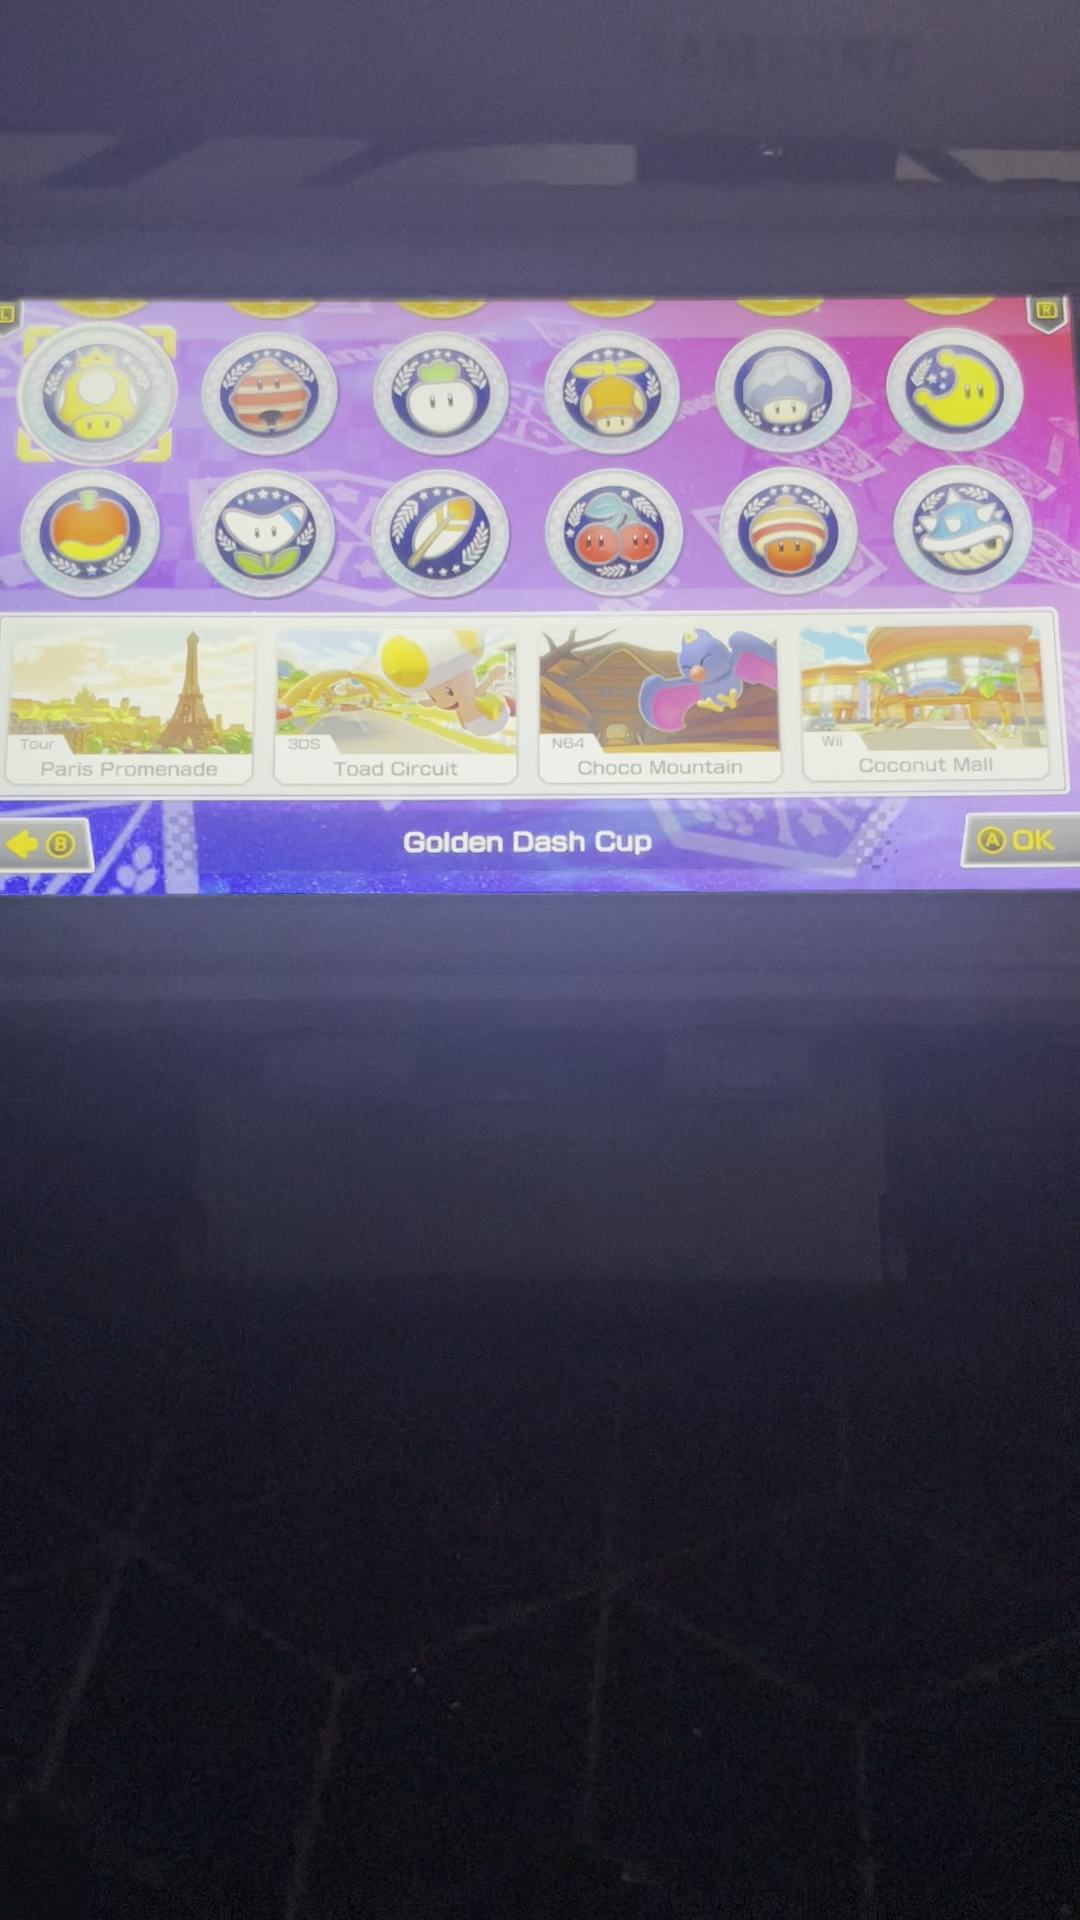 L
R
Tour
Paris Promenade
3DS
Toad Circuit
N64
Choco Mountain
Wii
Coconut Mall
B
Golden Dash Cup
A OK